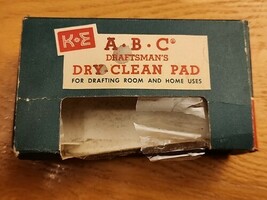 K+E
A·B·C®
DRAFTSMAN'S
DRY-CLEAN PAD
FOR DRAFTING ROOM AND HOME USES